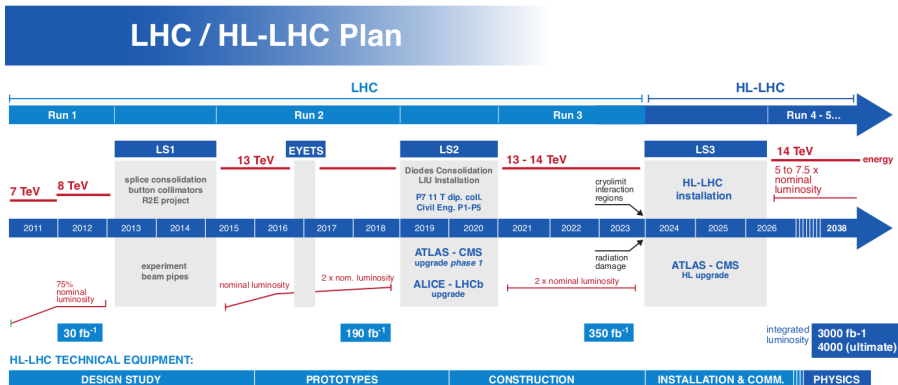 LHC / HL-LHC Plan
LHC
HL-LHC
Run 1
Run 2
Run 3
Run 4 - 5...
LS1
EYETS
LS2
LS3
7 TeV
8 TeV
splice consolidation
button collimators
R2E project
13 TeV
Diodes Consolidation
LIU Installation
P7 11 T dip. coll.
Civil Eng. P1-P5
13 - 14 TeV
cryolimit
interaction
regions
HL-LHC
installation
14 TeV
energy
5 to 7.5 x
nominal
luminosity
2011 2012 2013 2014 2015 2016 2017 2018 2019 2020 2021 2022 2023 2024 2025 2026 2038
75%
nominal
luminosity
experiment
beam pipes
nominal luminosity
2 x nom. luminosity
ATLAS - CMS
upgrade phase 1
ALICE - LHCb
upgrade
2 x nominal luminosity
radiation
damage
ATLAS - CMS
HL upgrade
30 fb-1
190 fb-1
350 fb-1
integrated
luminosity
3000 fb-1
4000 (ultimate)
HL-LHC TECHNICAL EQUIPMENT:
DESIGN STUDY
PROTOTYPES
CONSTRUCTION
INSTALLATION & COMM.
PHYSICS